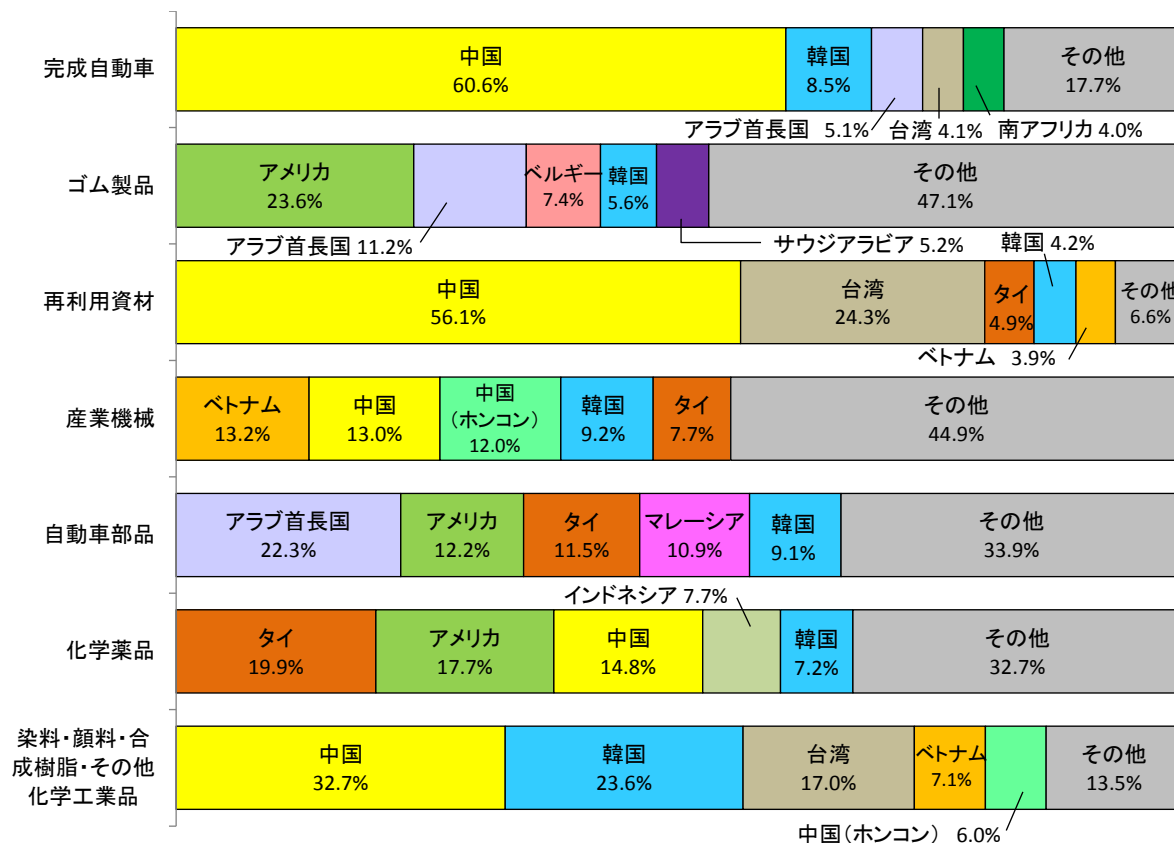 完成自動車
中国
60.6%
韓国
8.5%
アラブ首長国 5.1%
台湾 4.1%
南アフリカ 4.0%
その他
17.7%
ゴム製品
アメリカ
23.6%
アラブ首長国 11.2%
ベルギー
7.4%
韓国
5.6%
サウジアラビア 5.2%
その他
47.1%
再利用資材
中国
56.1%
台湾
24.3%
タイ
4.9%
韓国 4.2%
ベトナム 3.9%
その他
6.6%
産業機械
ベトナム
13.2%
中国
13.0%
中国
(ホンコン)
12.0%
韓国
9.2%
タイ
7.7%
その他
44.9%
自動車部品
アラブ首長国
22.3%
アメリカ
12.2%
タイ
11.5%
マレーシア
10.9%
韓国
9.1%
その他
33.9%
化学薬品
タイ
19.9%
アメリカ
17.7%
中国
14.8%
インドネシア 7.7%
韓国
7.2%
その他
32.7%
染料・顔料・合
成樹脂・その他
化学工業品
中国
32.7%
韓国
23.6%
台湾
17.0%
ベトナム
7.1%
中国(ホンコン) 6.0%
その他
13.5%